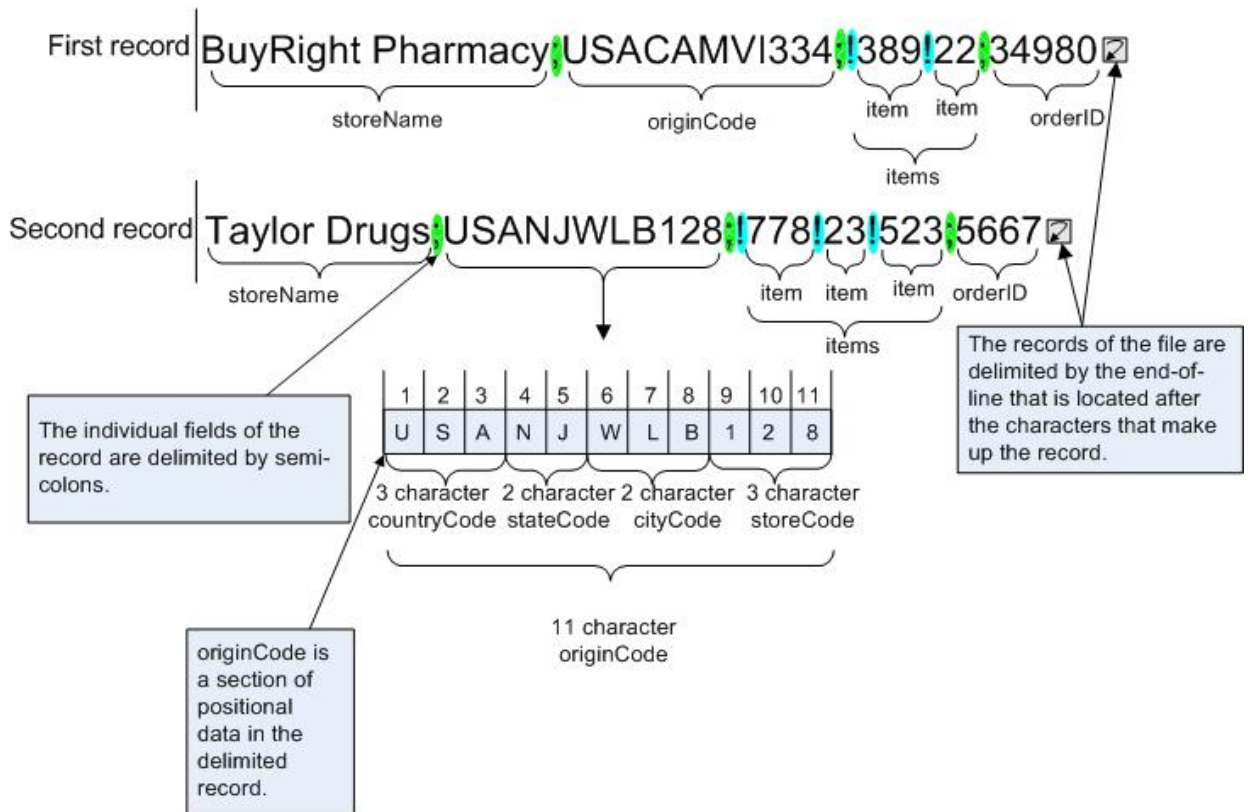 First record BuyRight Pharmacy;USACAMVI334;!389!22;34980
storeName originCode item item orderID
items
Second record Taylor Drugs;USANJWLB128;!778!23!523;5667
storeName item item item orderID
items
The individual fields of the
record are delimited by semi-
colons.
The records of the file are
delimited by the end-of-
line that is located after
the characters that make
up the record.
1 2 3 4 5 6 7 8 9 10 11
U S A N J W L B 1 2 8
3 character 2 character 2 character 3 character
countryCode stateCode cityCode storeCode
11 character
originCode
originCode is
a section of
positional
data in the
delimited
record.